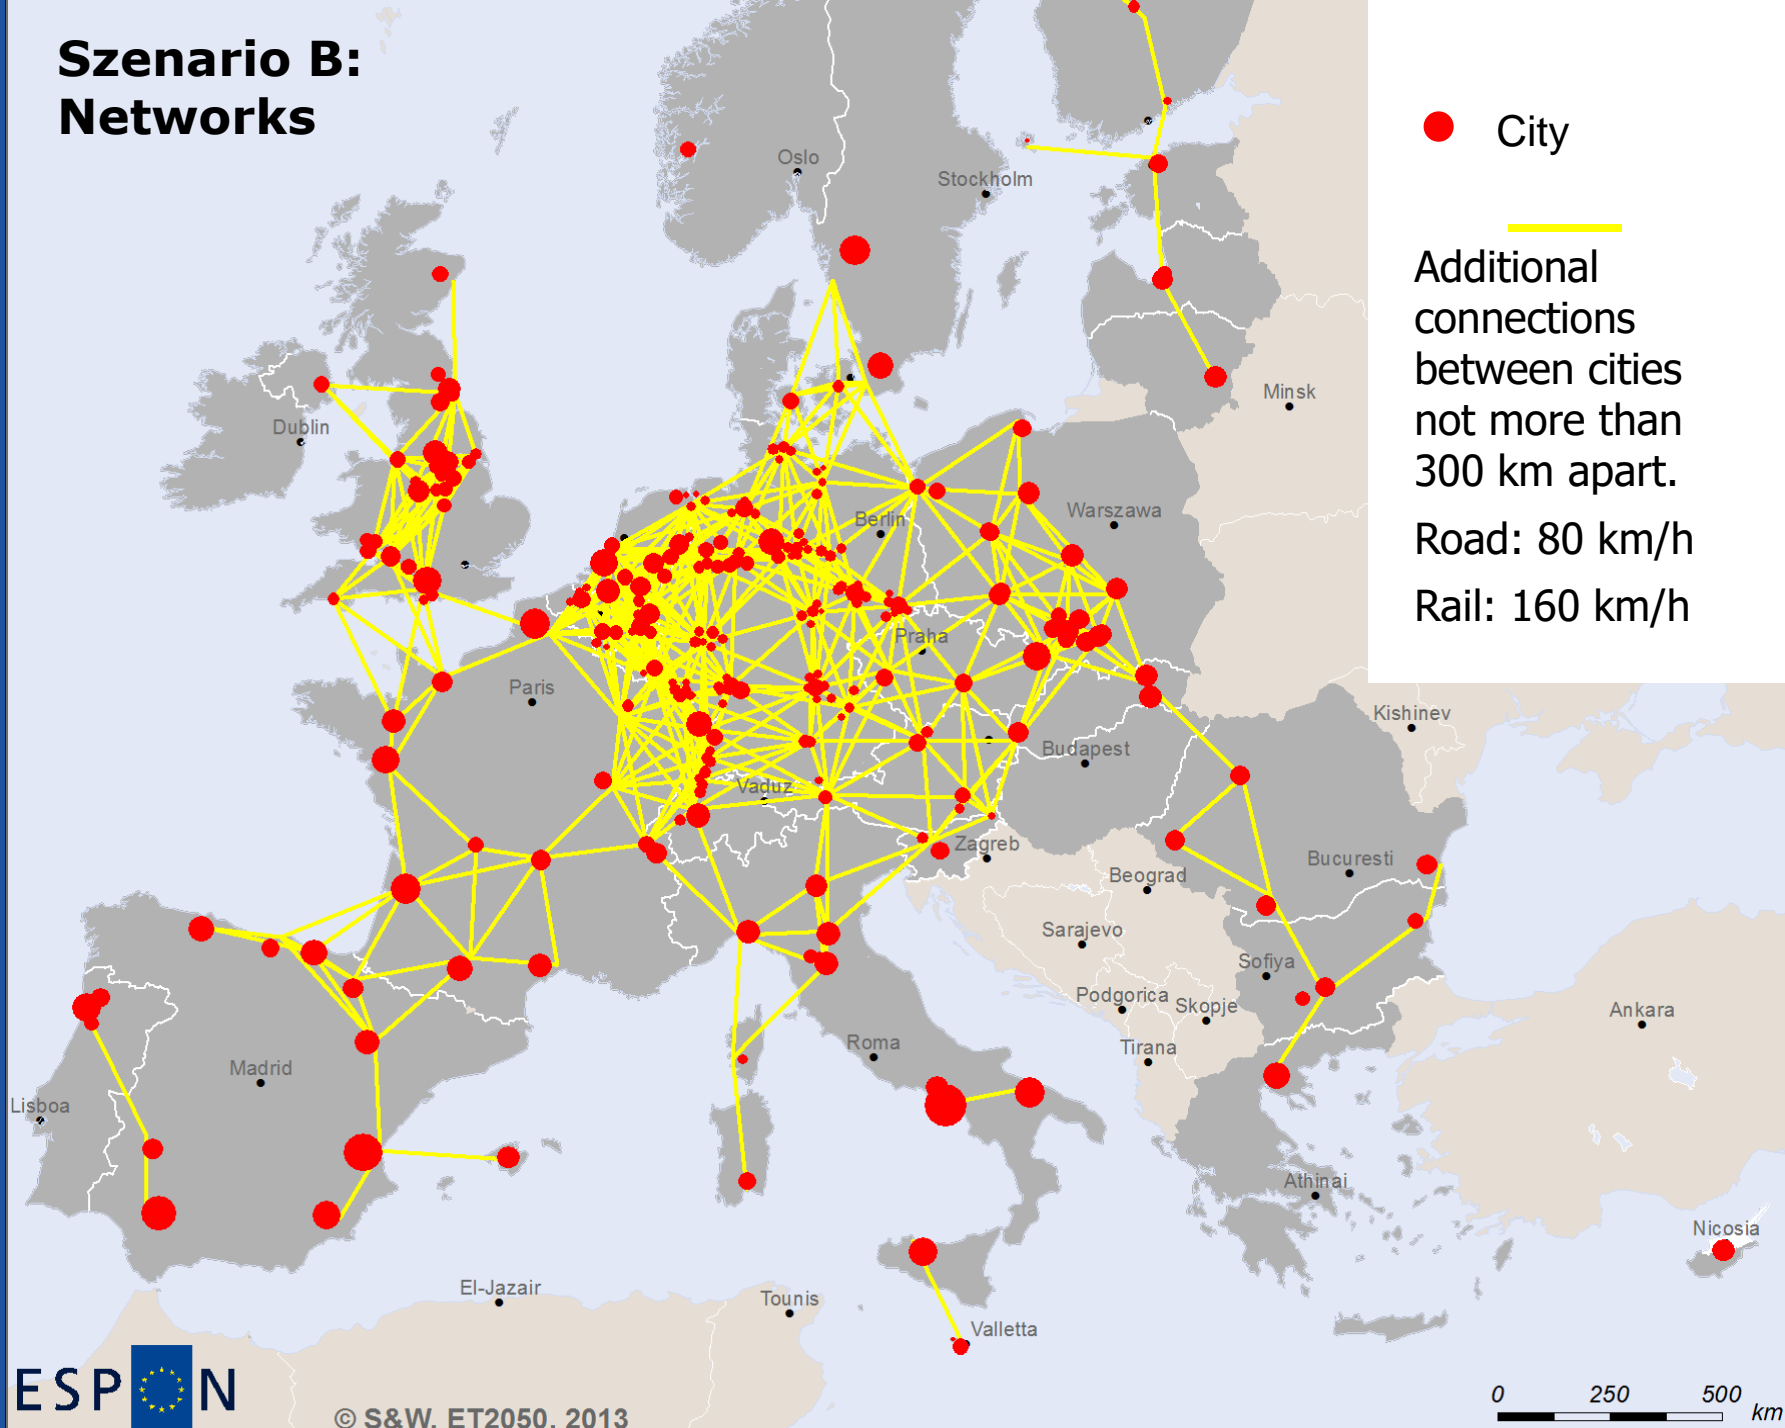 Szenario B:
Networks
City
Additional
connections
between cities
not more than
300 km apart.
Road: 80 km/h
Rail: 160 km/h
Oslo
Stockholm
Dublin
Minsk
Berlin
Warszawa
Praha
Paris
Kishinev
Budapest
Vaduz
Zagreb
Bucuresti
Beograd
Sarajevo
Sofiya
Podgorica
Skopje
Ankara
Roma
Tirana
Madrid
Lisboa
Athinai
Nicosia
El-Jazair
Tounis
Valletta
ESPON
© S&W, ET2050, 2013
0 250 500
km